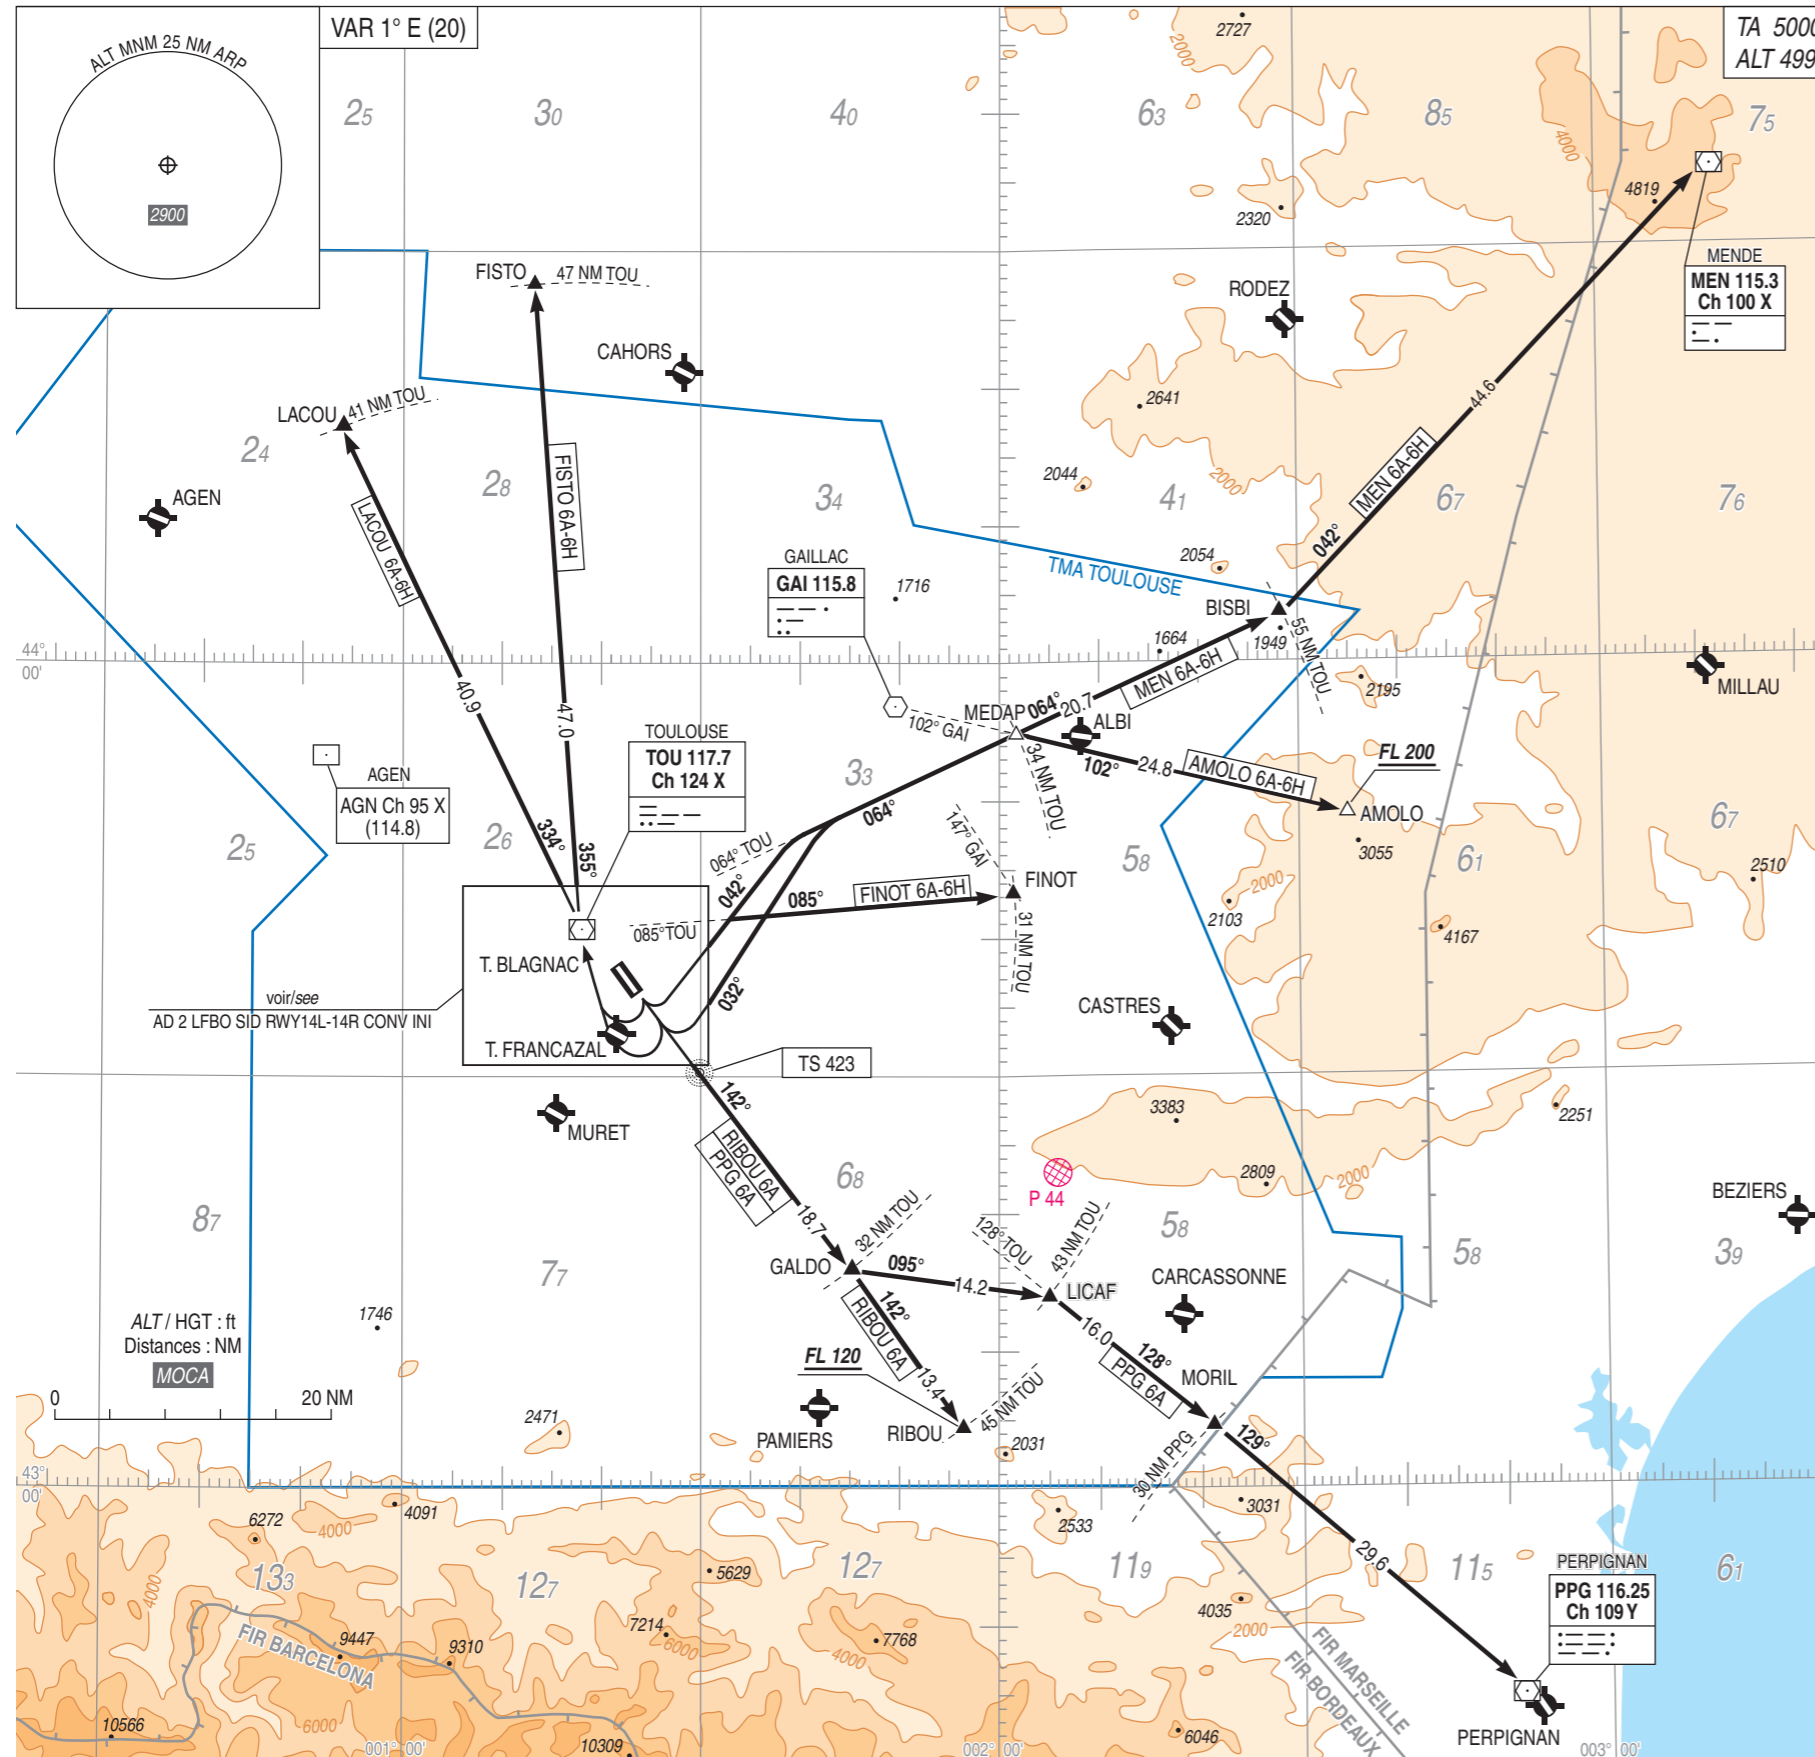 ALT MNM 25 NM ARP
2900
VAR 1° E (20)
TA 5000
ALT 499
25
30
40
63
85
75
2727
2000
4000
4819
2320
MENDE
MEN 115.3
Ch 100 X
FISTO
47 NM TOU
RODEZ
CAHORS
LACOU
41 NM TOU
2641
44.6
24
28
34
41
67
76
AGEN
LACOU 6A-6H
FISTO 6A-6H
MEN 6A-6H
2044
2000
042°
GAILLAC
GAI 115.8
1716
2054
TMA TOULOUSE
BISBI
1664
1949
55 NM TOU
44°
00'
MEN 6A-6H
2195
MILLAU
40.9
47.0
102° GAI
MEDAP
064°
20.7
ALBI
TOULOUSE
TOU 117.7
Ch 124 X
AGEN
AGN Ch 95 X
(114.8)
33
34 NM TOU
102°
24.8
AMOLO 6A-6H
FL 200
AMOLO
064°
147° GAI
25
26
334°
355°
064° TOU
042°
58
3055
61
67
2510
085°
FINOT 6A-6H
FINOT
2000
2103
4167
085°TOU
31 NM TOU
T. BLAGNAC
032°
voir/see
AD 2 LFBO SID RWY14L-14R CONV INI
CASTRES
T. FRANCAZAL
TS 423
142°
MURET
3383
2251
RIBOU 6A
PPG 6A
68
2809
2000
P 44
87
18.7
32 NM TOU
128° TOU
43 NM TOU
58
58
BEZIERS
39
77
GALDO
095°
14.2
LICAF
CARCASSONNE
1746
ALT / HGT : ft
Distances : NM
MOCA
142°
RIBOU 6A
16.0
128°
PPG 6A
MORIL
FL 120
13.4
0
20 NM
2471
PAMIERS
RIBOU
45 NM TOU
2031
129°
30 NM PPG
43°
00'
6272
4000
4091
2533
3031
133
127
127
119
115
61
4000
5629
29.6
PERPIGNAN
PPG 116.25
Ch 109 Y
4035
2000
FIR BARCELONA
9447
9310
7214
6000
7768
4000
FIR MARSEILLE
FIR BORDEAUX
10566
6000
10309
6046
PERPIGNAN
001° 00'
002° 00'
003° 00'